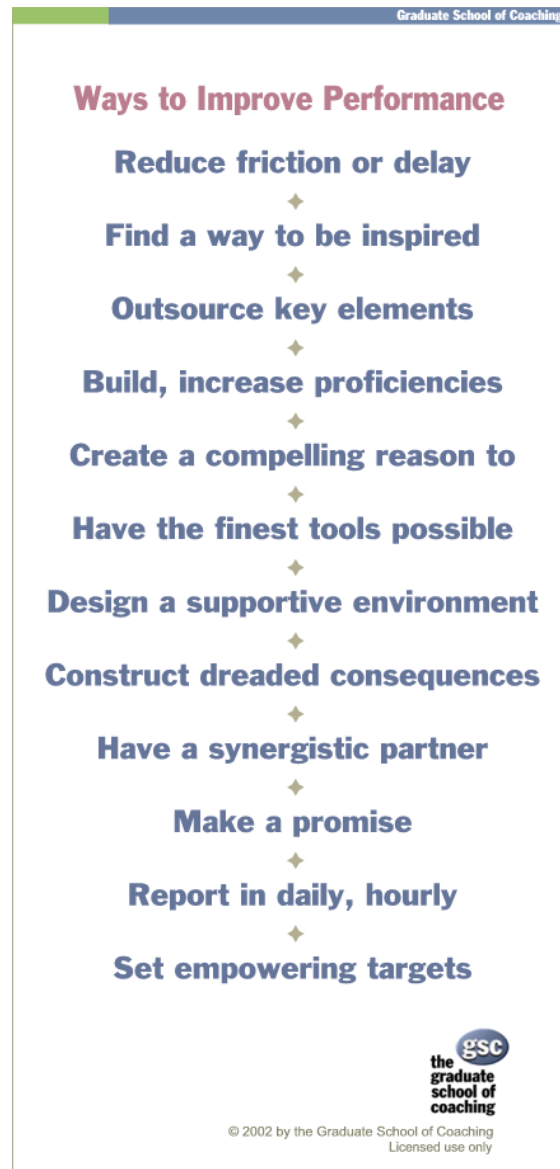 Graduate School of Coaching
Ways to Improve Performance
Reduce friction or delay
Find a way to be inspired
Outsource key elements
Build, increase proficiencies
Create a compelling reason to
Have the finest tools possible
Design a supportive environment
Construct dreaded consequences
Have a synergistic partner
Make a promise
Report in daily, hourly
Set empowering targets
gsc
the
graduate
school of
coaching
© 2002 by the Graduate School of Coaching
Licensed use only